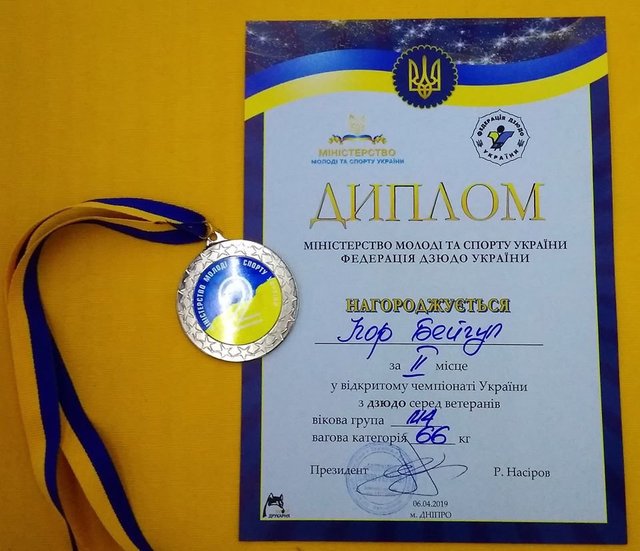 МІНІСТЕРСТВО
МОЛОДІ ТА СПОРТУ УКРАЇНИ
ФЕДЕРАЦІЯ ДЗЮДО
УКРАЇНИ
ДИПЛОМ
МІНІСТЕРСТВО МОЛОДІ ТА СПОРТУ УКРАЇНИ
ФЕДЕРАЦІЯ ДЗЮДО УКРАЇНИ
НАГОРОДЖУЄТЬСЯ
Ігор Бейгул
за II місце
у відкритому чемпіонаті України
з дзюдо серед ветеранів
вікова група М4
вагова категорія 66 кг
Президент Р. Насіров
06.04.2019
м. ДНІПРО
ДРУКАРНЯ
МІНІСТЕРСТВО МОЛОДІ ТА СПОРТУ